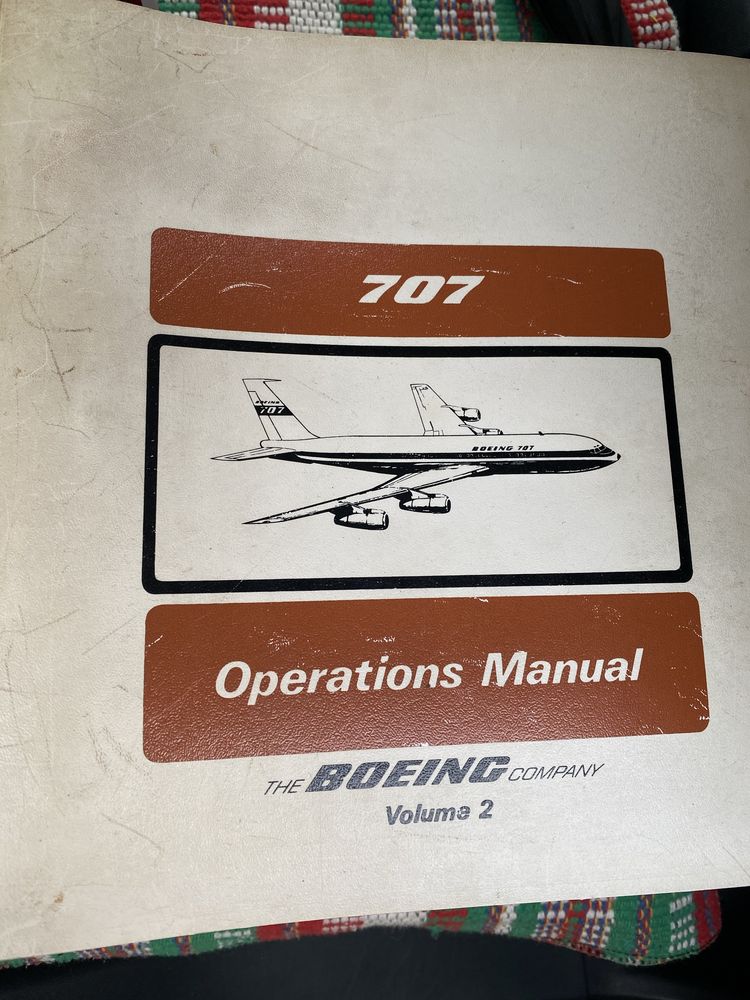 707
BOEING
707
BOEING 707
Operations Manual
THE BOEING COMPANY
Volume 2